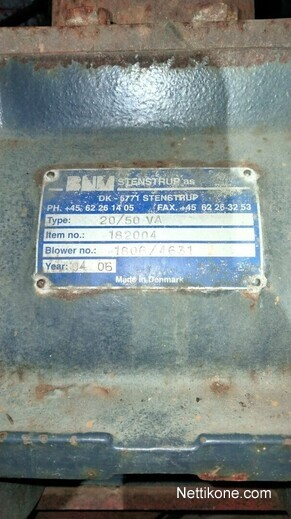 BNM STENSTRUP as
DK - 5771 STENSTRUP
PH. +45. 62 26 14 05 FAX. +45 62 26 32 53
Type: 20/50 VA
Item no.: 182004
Blower no.:
Year: 04 06
Made in Denmark
Nettikone.com